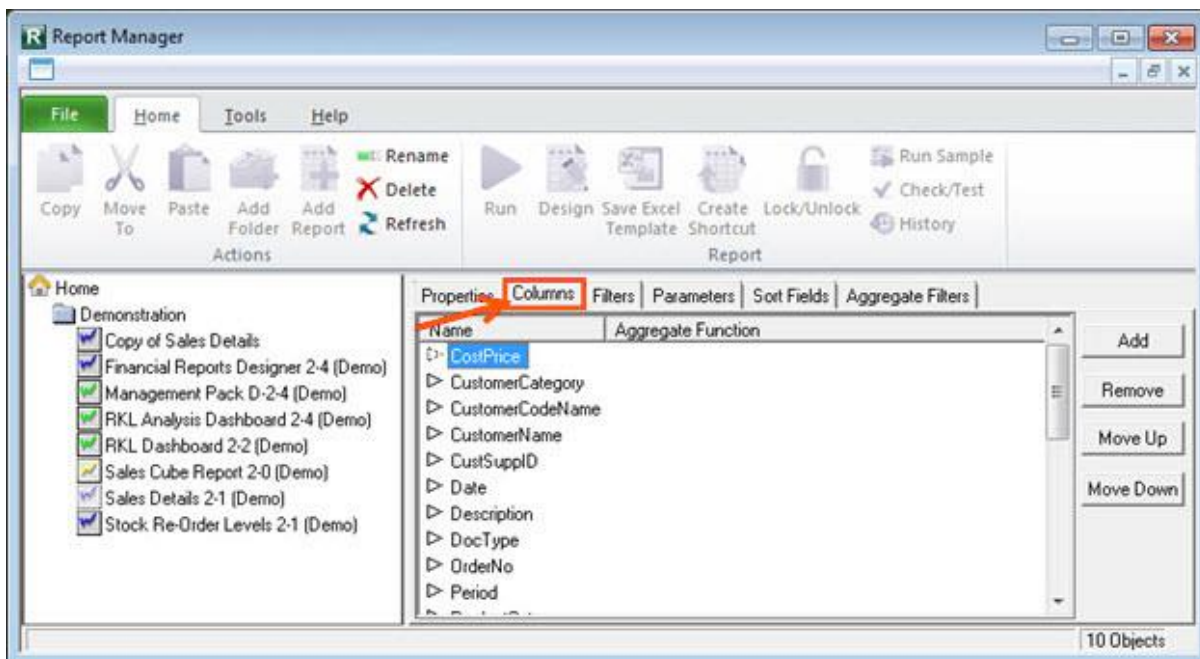 Report Manager
File Home Tools Help
Copy
Move To
Paste
Add Folder
Add Report
Rename
Delete
Refresh
Actions
Run
Design
Save Excel Template
Create Shortcut
Lock/Unlock
Run Sample
Check/Test
History
Report
Home
Demonstration
Copy of Sales Details
Financial Reports Designer 2-4 (Demo)
Management Pack D-2-4 (Demo)
RKL Analysis Dashboard 2-4 (Demo)
RKL Dashboard 2-2 (Demo)
Sales Cube Report 2-0 (Demo)
Sales Details 2-1 (Demo)
Stock Re-Order Levels 2-1 (Demo)
Properties Columns Filters Parameters Sort Fields Aggregate Filters
Name Aggregate Function
CostPrice
CustomerCategory
CustomerCodeName
CustomerName
CustSuppID
Date
Description
DocType
OrderNo
Period
Add
Remove
Move Up
Move Down
10 Objects